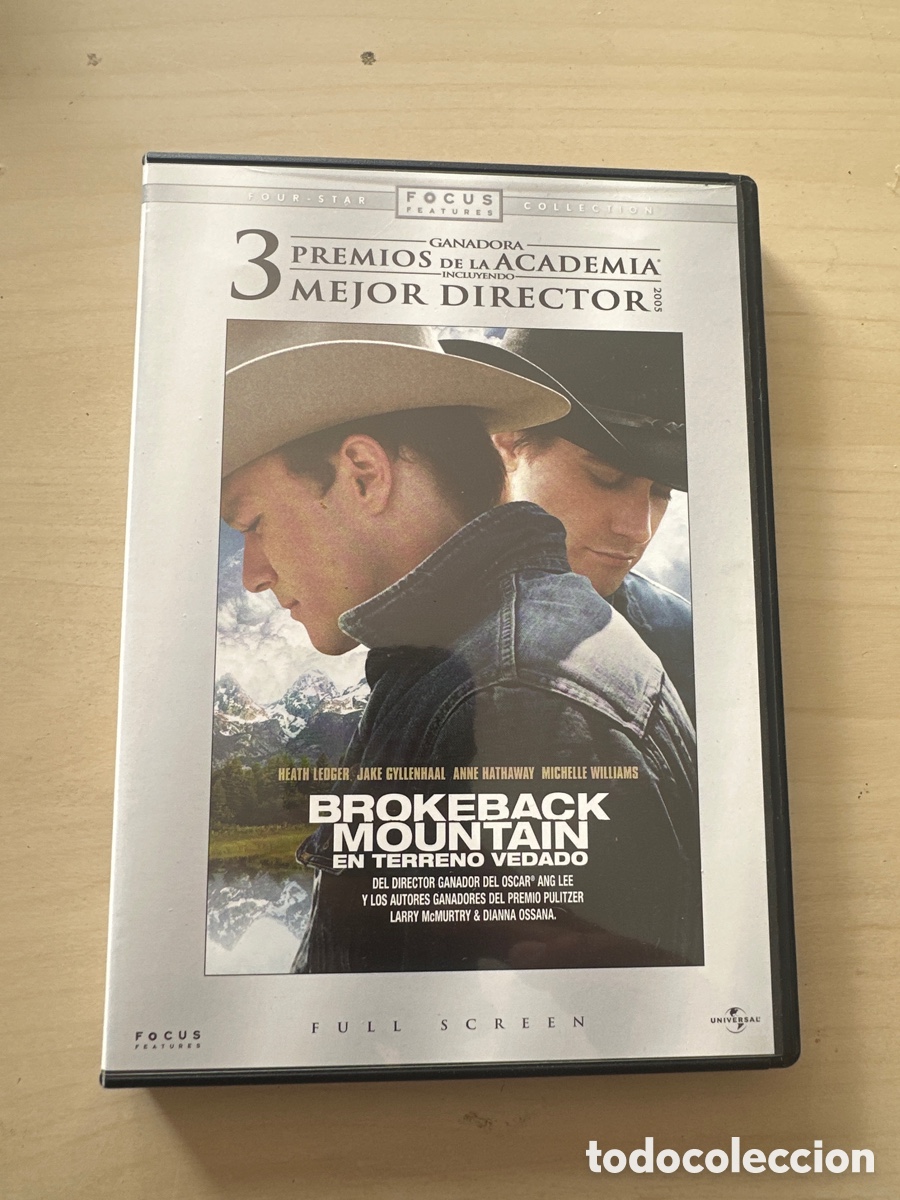 FOUR-STAR FOCUS FEATURES COLLECTION
GANADORA
3 PREMIOS DE LA ACADEMIA®
INCLUYENDO
MEJOR DIRECTOR 2005
HEATH LEDGER JAKE GYLLENHAAL ANNE HATHAWAY MICHELLE WILLIAMS
BROKEBACK
MOUNTAIN
EN TERRENO VEDADO
DEL DIRECTOR GANADOR DEL OSCAR® ANG LEE
Y LOS AUTORES GANADORES DEL PREMIO PULITZER
LARRY McMURTRY & DIANNA OSSANA.
FOCUS
FEATURES
FULL SCREEN
UNIVERSAL
todocoleccion